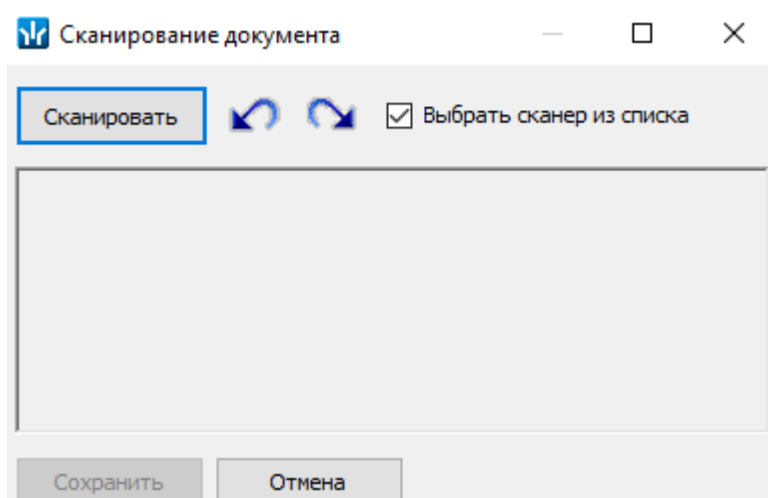 Сканирование документа
Сканировать
Выбрать сканер из списка
Сохранить
Отмена